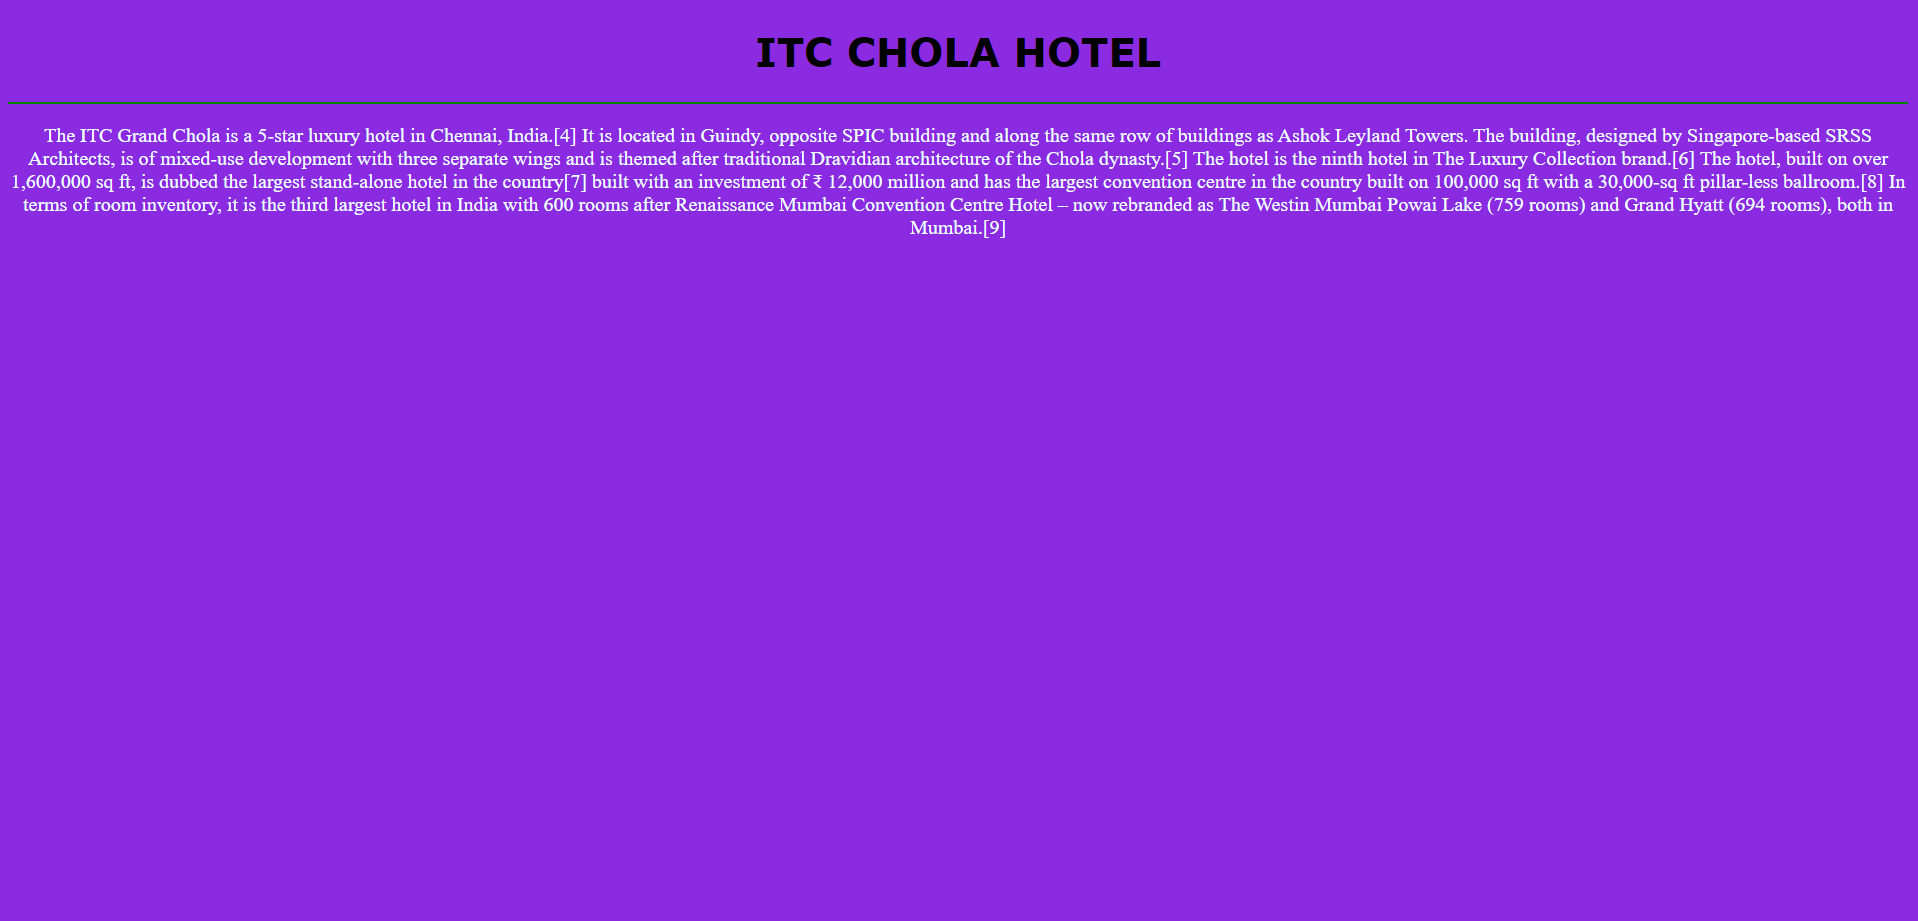 ITC CHOLA HOTEL
The ITC Grand Chola is a 5-star luxury hotel in Chennai, India.[4] It is located in Guindy, opposite SPIC building and along the same row of buildings as Ashok Leyland Towers. The building, designed by Singapore-based SRSS
Architects, is of mixed-use development with three separate wings and is themed after traditional Dravidian architecture of the Chola dynasty.[5] The hotel is the ninth hotel in The Luxury Collection brand.[6] The hotel, built on over
1,600,000 sq ft, is dubbed the largest stand-alone hotel in the country[7] built with an investment of ₹ 12,000 million and has the largest convention centre in the country built on 100,000 sq ft with a 30,000-sq ft pillar-less ballroom.[8] In
terms of room inventory, it is the third largest hotel in India with 600 rooms after Renaissance Mumbai Convention Centre Hotel – now rebranded as The Westin Mumbai Powai Lake (759 rooms) and Grand Hyatt (694 rooms), both in
Mumbai.[9]